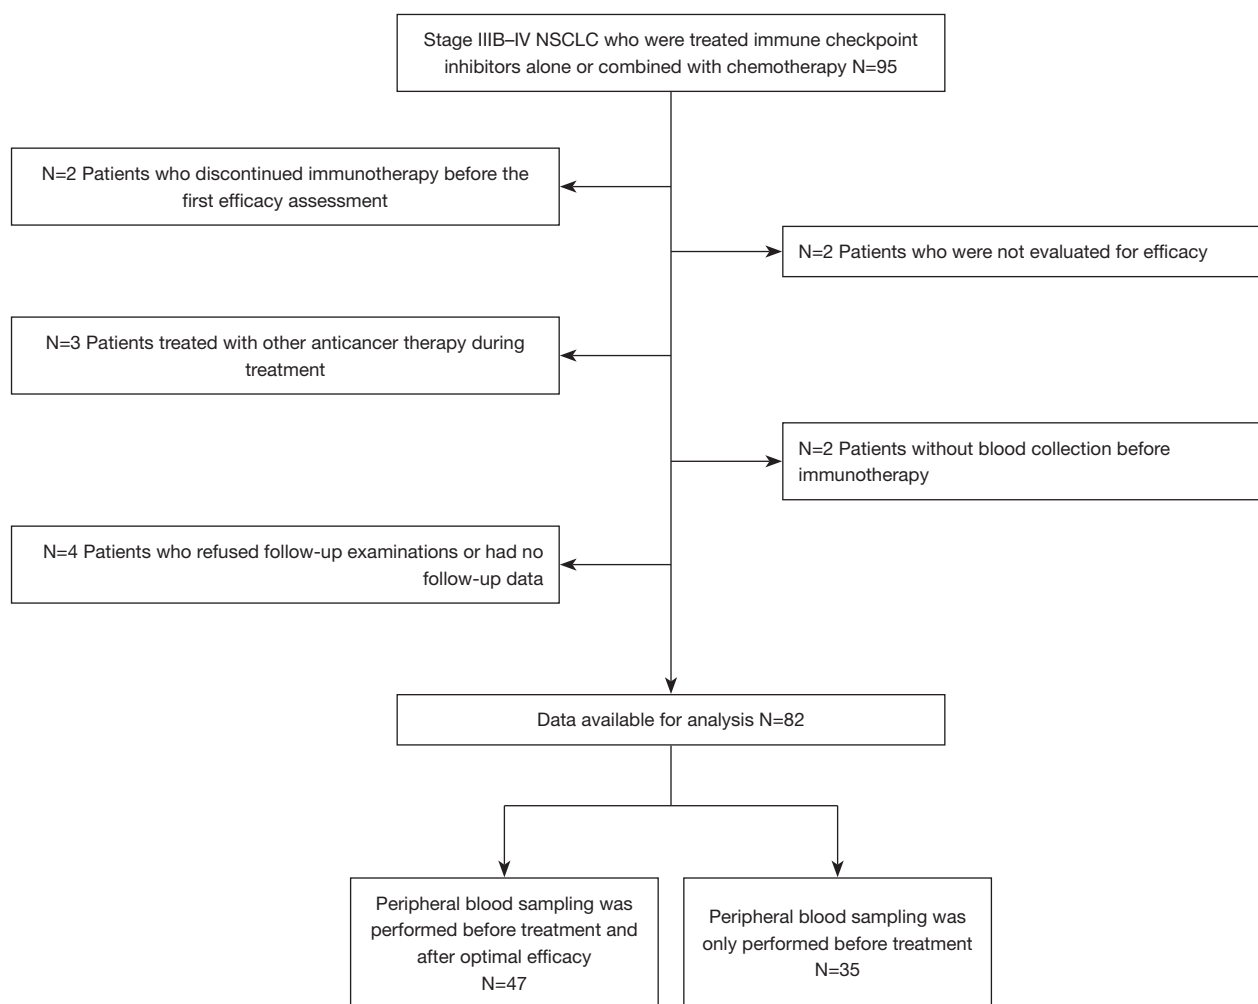 Stage IIIB–IV NSCLC who were treated immune checkpoint
inhibitors alone or combined with chemotherapy N=95
N=2 Patients who discontinued immunotherapy before the
first efficacy assessment
N=2 Patients who were not evaluated for efficacy
N=3 Patients treated with other anticancer therapy during
treatment
N=2 Patients without blood collection before
immunotherapy
N=4 Patients who refused follow-up examinations or had no
follow-up data
Data available for analysis N=82
Peripheral blood sampling was
performed before treatment and
after optimal efficacy
N=47
Peripheral blood sampling was
only performed before treatment
N=35